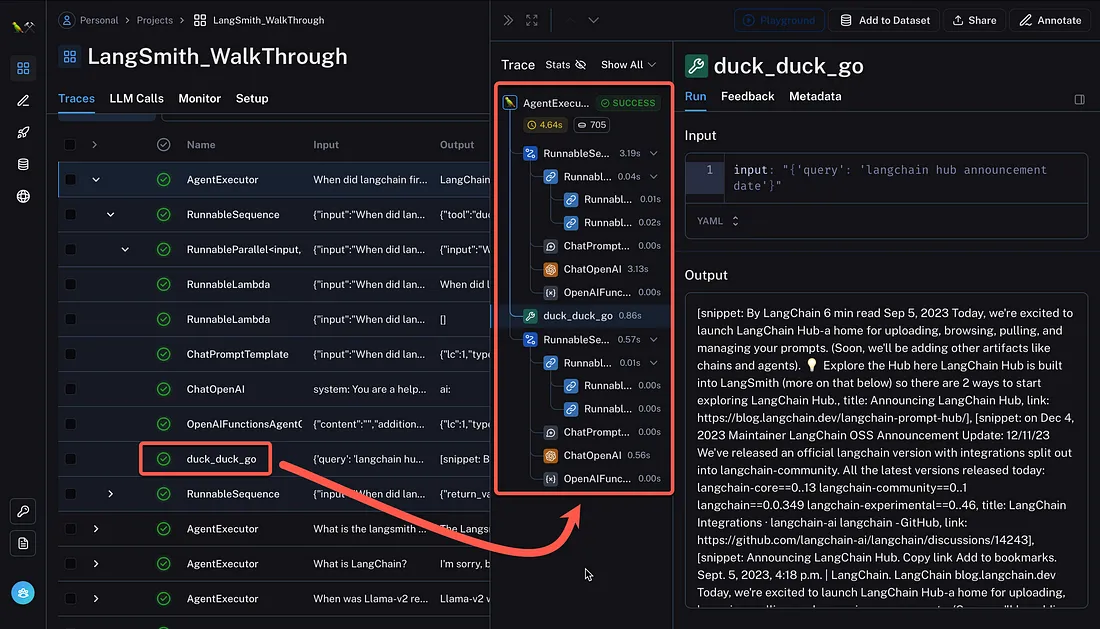 Personal > Projects > LangSmith_WalkThrough
LangSmith_WalkThrough
Traces LLM Calls Monitor Setup
Name Input Output
AgentExecutor When did langchain fir... LangChain
RunnableSequence {"input":"When did lan... {"tool":"duc
RunnableParallel<input, {"input":"When did lan... {"input":"W
RunnableLambda {"input":"When did lan... When did l
RunnableLambda {"input":"When did lan... []
ChatPromptTemplate {"input":"When did lan... {"lc":1,"type
ChatOpenAI system: You are a help... ai:
OpenAIFunctionsAgentO {"content":"","addition... {"lc":1,"type
duck_duck_go {'query': 'langchain hu... [snippet: B
RunnableSequence {"input":"When did lan... {"return_va
AgentExecutor What is the langsmith ... The Langs
AgentExecutor What is LangChain? I'm sorry, b
AgentExecutor When was Llama-v2 re... Llama-v2 w
Trace Stats Show All
AgentExecu... SUCCESS
4.64s 705
RunnableSe... 3.19s
Runnabl... 0.04s
Runnabl... 0.01s
Runnabl... 0.02s
ChatPrompt... 0.00s
ChatOpenAI 3.13s
OpenAIFunc... 0.00s
duck_duck_go 0.86s
RunnableSe... 0.57s
Runnabl... 0.01s
Runnabl... 0.00s
Runnabl... 0.00s
ChatPrompt... 0.00s
ChatOpenAI 0.56s
OpenAIFunc... 0.00s
Playground Add to Dataset Share Annotate
duck_duck_go
Run Feedback Metadata
Input
1 input: "{'query': 'langchain hub announcement
date'}"
YAML
Output
[snippet: By LangChain 6 min read Sep 5, 2023 Today, we're excited to
launch LangChain Hub-a home for uploading, browsing, pulling, and
managing your prompts. (Soon, we'll be adding other artifacts like
chains and agents). 💡 Explore the Hub here LangChain Hub is built
into LangSmith (more on that below) so there are 2 ways to start
exploring LangChain Hub., title: Announcing LangChain Hub, link:
https://blog.langchain.dev/langchain-prompt-hub/], [snippet: on Dec 4,
2023 Maintainer LangChain OSS Announcement Update: 12/11/23
We've released an official langchain version with integrations split out
into langchain-community. All the latest versions released today:
langchain-core==0..13 langchain-community==0..1
langchain==0.0.349 langchain-experimental==0..46, title: LangChain
Integrations · langchain-ai langchain - GitHub, link:
https://github.com/langchain-ai/langchain/discussions/14243],
[snippet: Announcing LangChain Hub. Copy link Add to bookmarks.
Sept. 5, 2023, 4:18 p.m. | LangChain. LangChain blog.langchain.dev
Today, we're excited to launch LangChain Hub-a home for uploading,